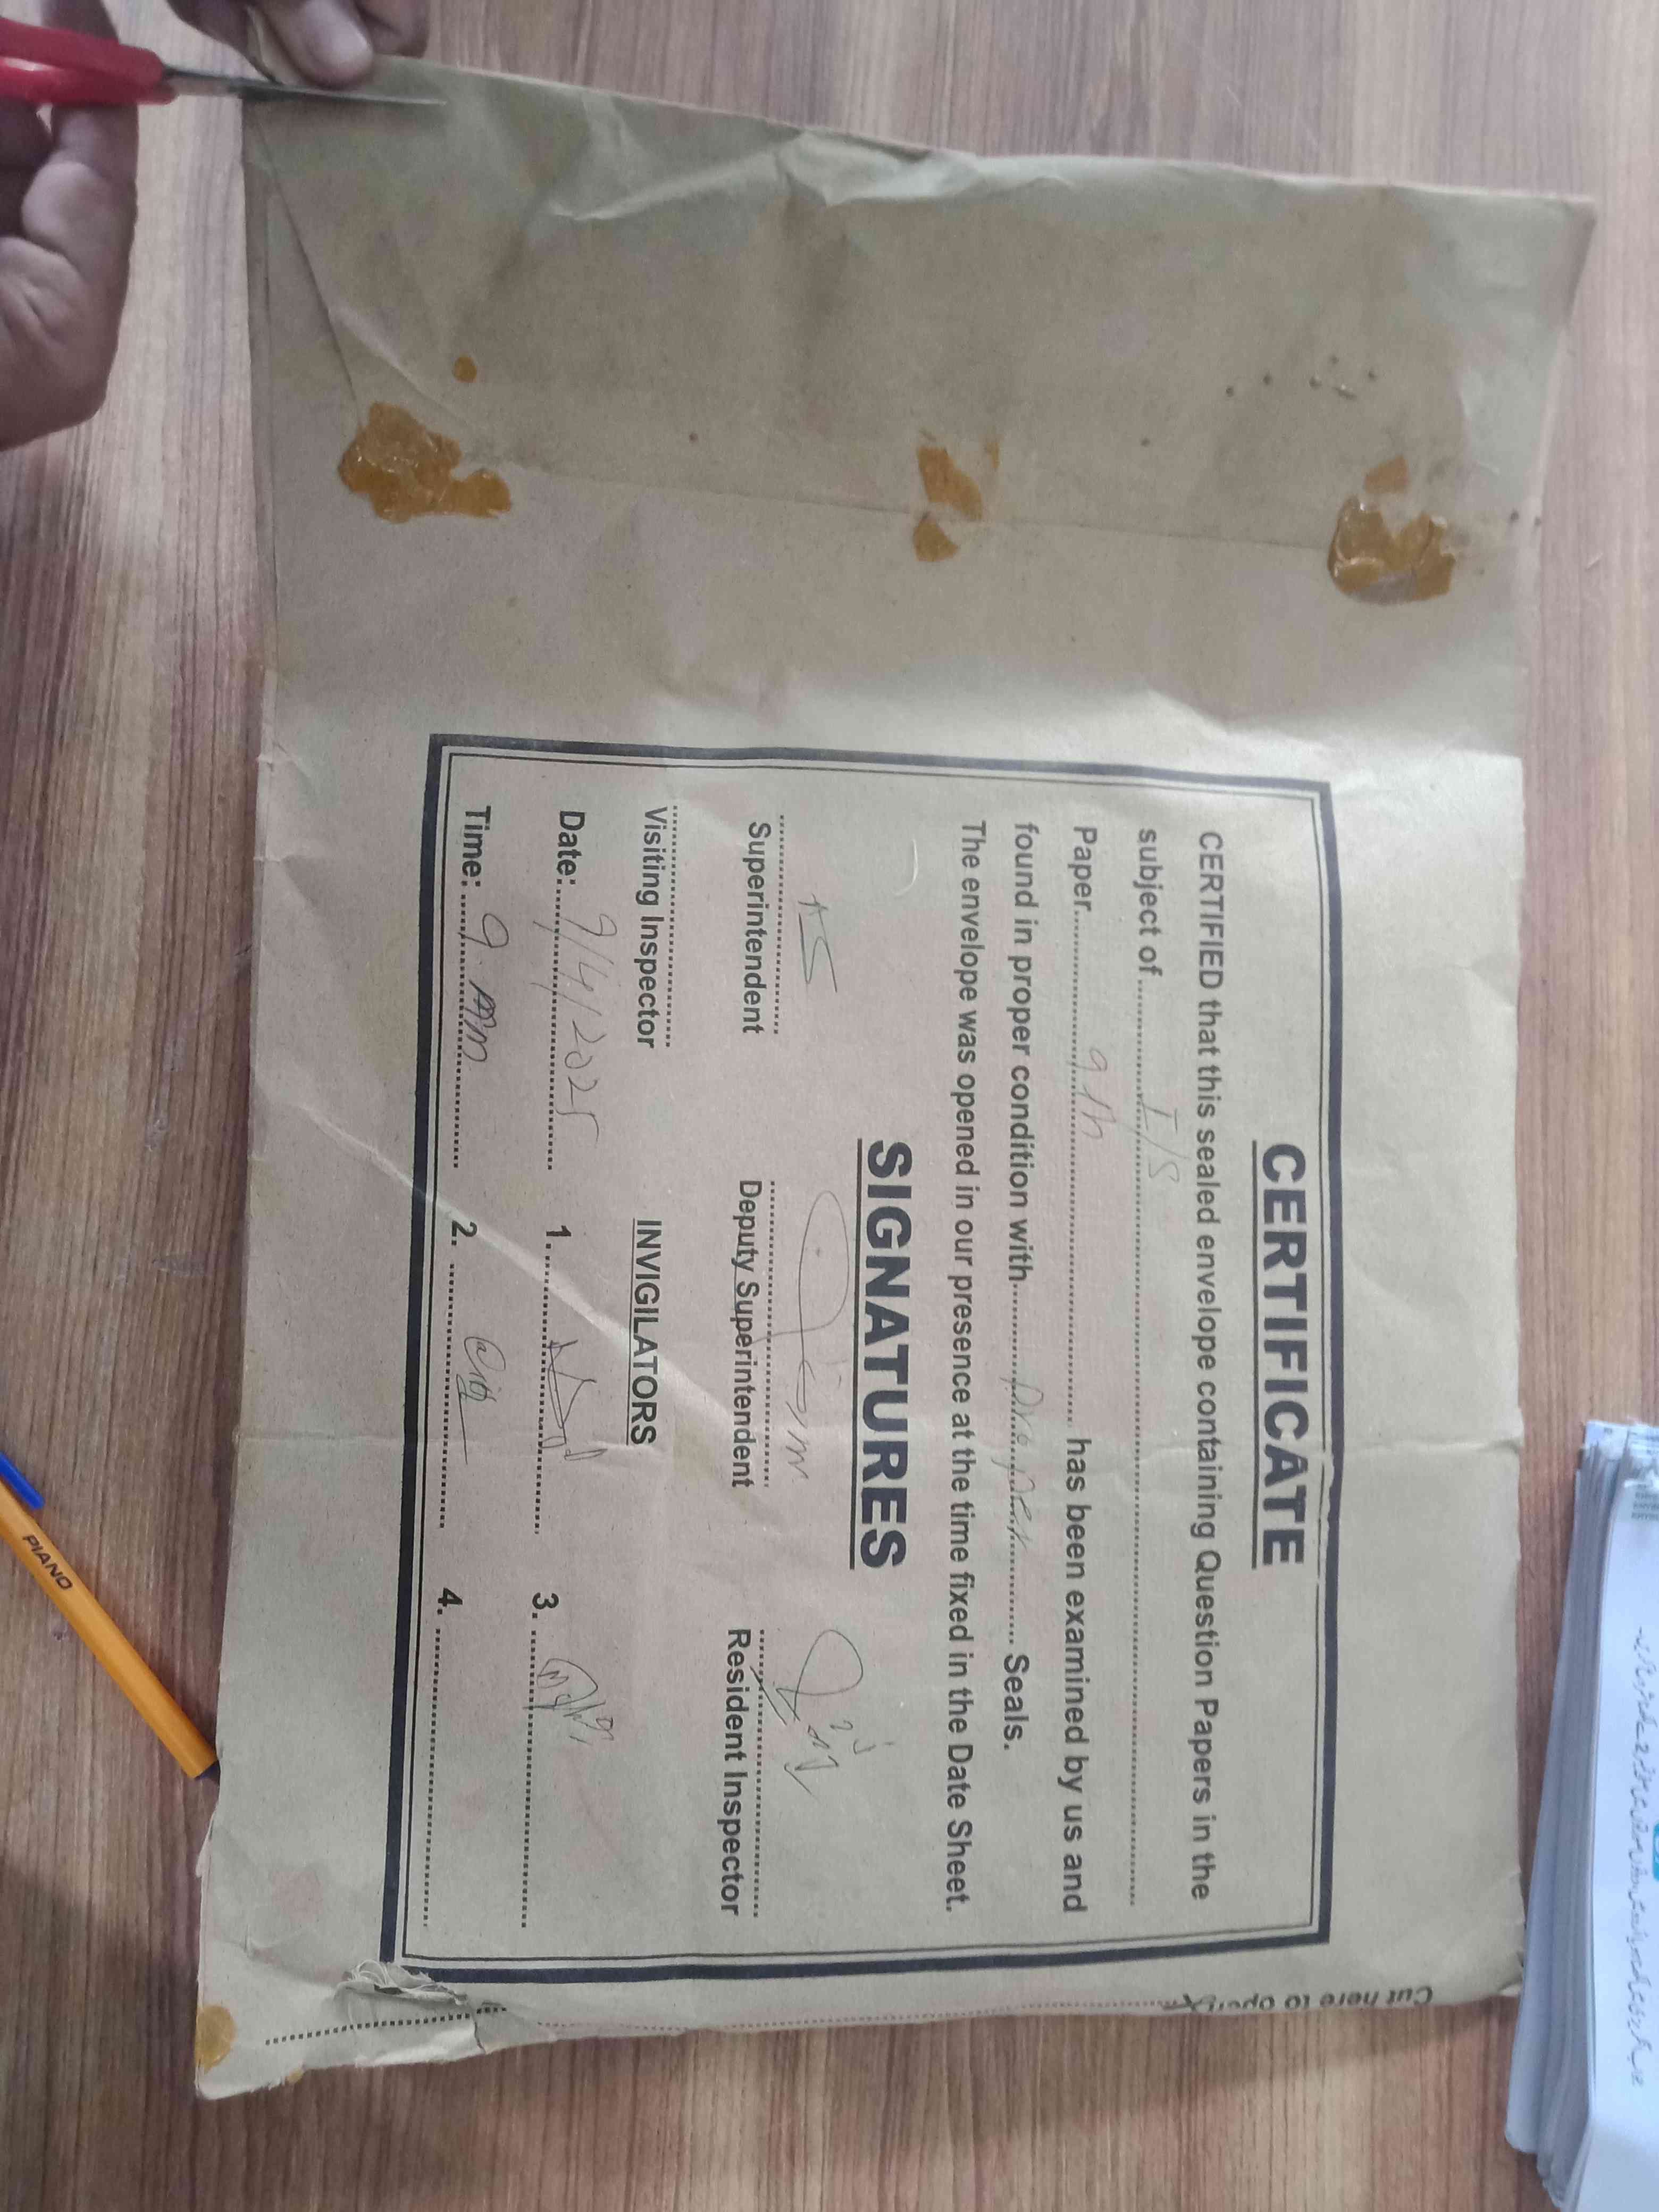 CERTIFICATE
CERTIFIED that this sealed envelope containing Question Papers in the
subject of.......... I/S ..........
Paper.......... 9th .......... has been examined by us and
found in proper condition with.......... proper .......... Seals.
The envelope was opened in our presence at the time fixed in the Date Sheet.
SIGNATURES
Superintendent Deputy Superintendent Resident Inspector
Visiting Inspector INVIGILATORS
Date: 9/4/2025 1. 3.
Time: 9 AM 2. 4.
Cut here to open
PIANO